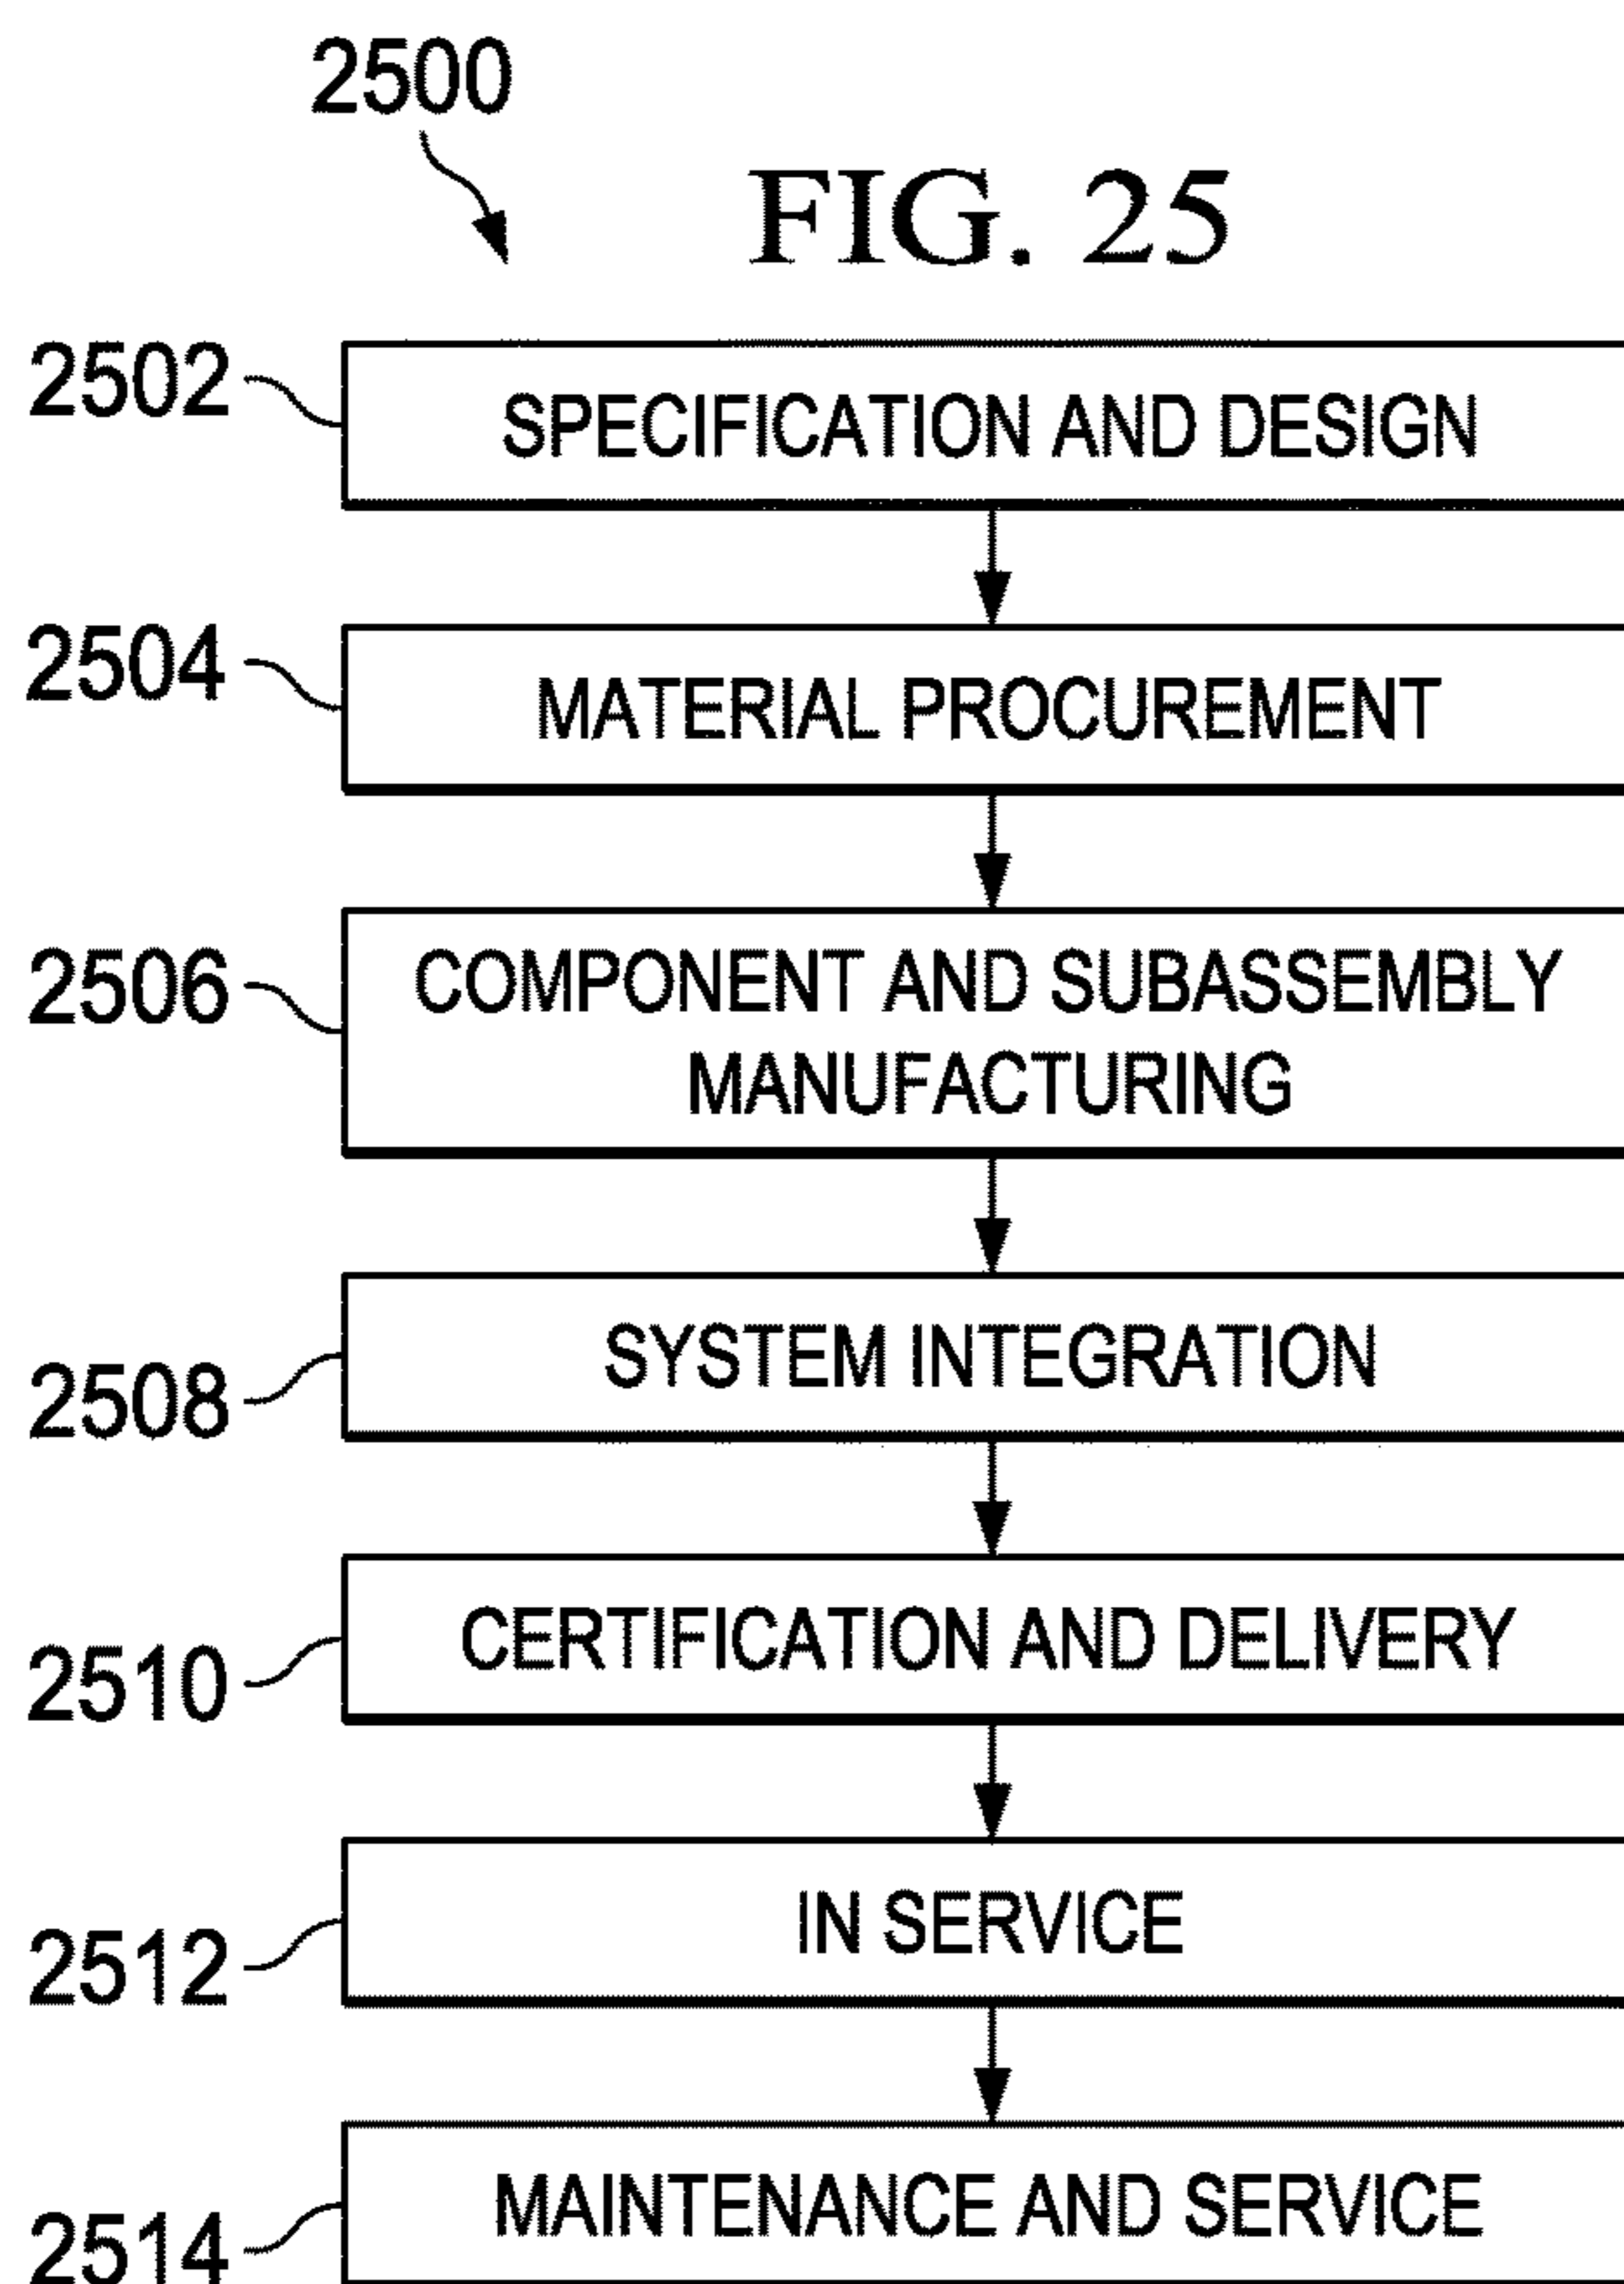 2500
FIG. 25
2502
SPECIFICATION AND DESIGN
2504
MATERIAL PROCUREMENT
2506
COMPONENT AND SUBASSEMBLY
MANUFACTURING
2508
SYSTEM INTEGRATION
2510
CERTIFICATION AND DELIVERY
2512
IN SERVICE
2514
MAINTENANCE AND SERVICE